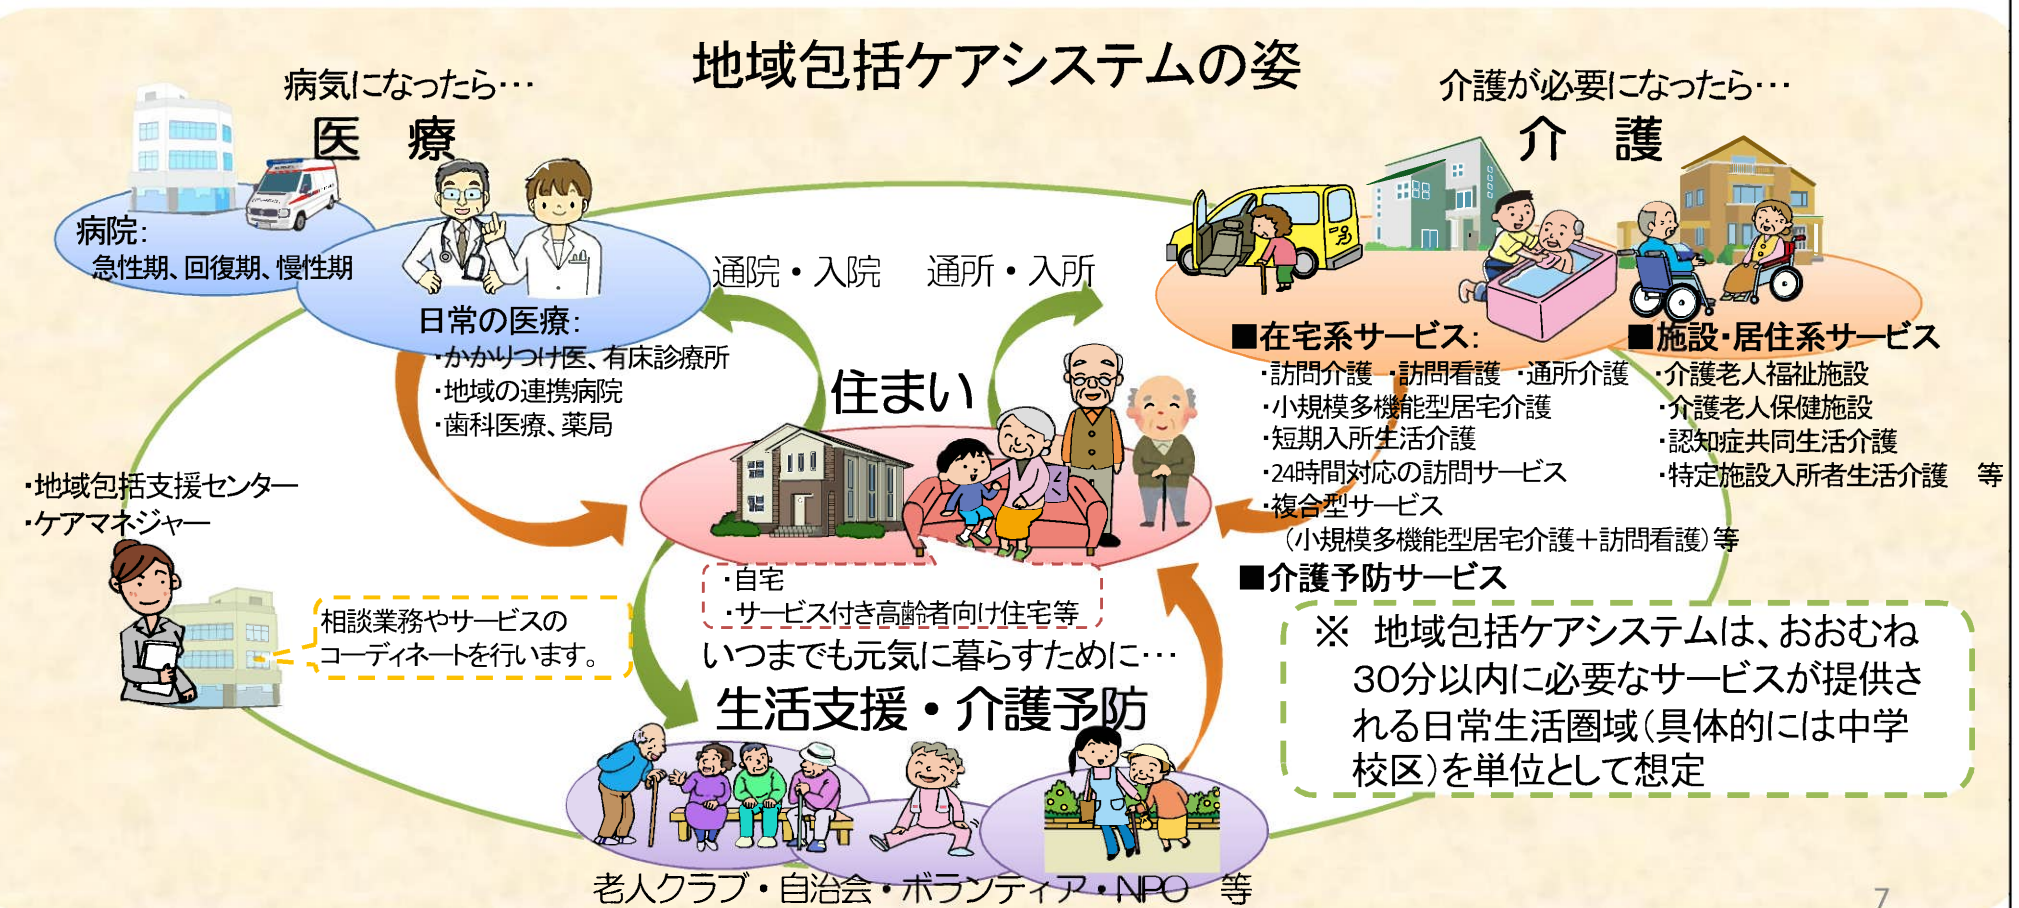 地域包括ケアシステムの姿
病気になったら…
医　療
病院:
急性期、回復期、慢性期
日常の医療:
・かかりつけ医、有床診療所
・地域の連携病院
・歯科医療、薬局
通院・入院
通所・入所
介護が必要になったら…
介　護
■在宅系サービス:
・訪問介護　・訪問看護　・通所介護
・小規模多機能型居宅介護
・短期入所生活介護
・24時間対応の訪問サービス
・複合型サービス
（小規模多機能型居宅介護＋訪問看護）等
■介護予防サービス
■施設・居住系サービス
・介護老人福祉施設
・介護老人保健施設
・認知症共同生活介護
・特定施設入所者生活介護　等
住まい
・自宅
・サービス付き高齢者向け住宅等
・地域包括支援センター
・ケアマネジャー
相談業務やサービスの
コーディネートを行います。
いつまでも元気に暮らすために…
生活支援・介護予防
老人クラブ・自治会・ボランティア・NPO　等
※　地域包括ケアシステムは、おおむね
30分以内に必要なサービスが提供さ
れる日常生活圏域（具体的には中学
校区）を単位として想定
7